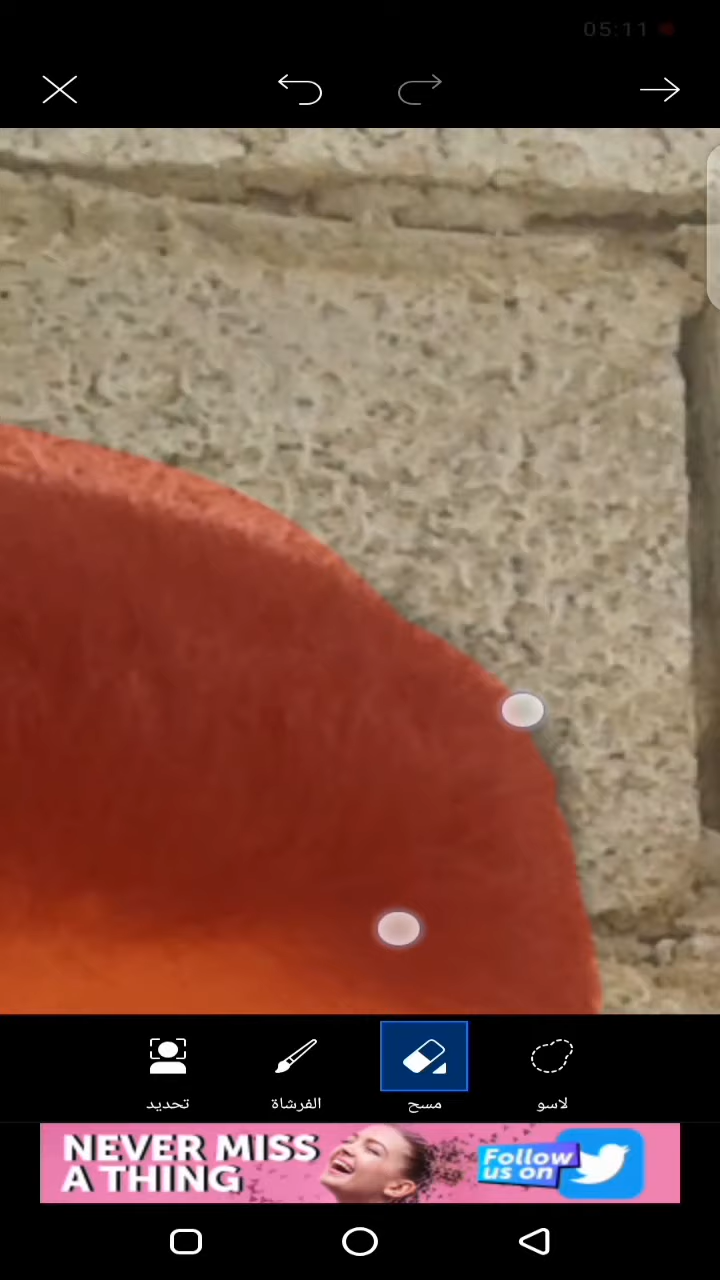 05:11
تحديد
الفرشاة
مسح
لاسو
NEVER MISS
A THING
Follow
us on